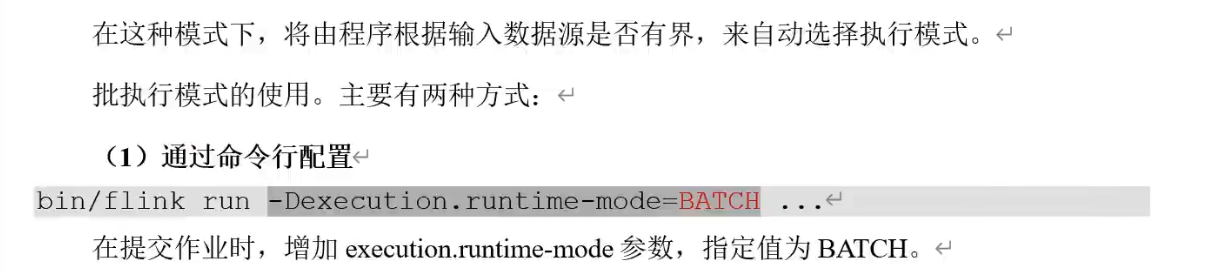 在这种模式下，将由程序根据输入数据源是否有界，来自动选择执行模式。
批执行模式的使用。主要有两种方式：
（1）通过命令行配置
bin/flink run -Dexecution.runtime-mode=BATCH ...
在提交作业时，增加 execution.runtime-mode 参数，指定值为 BATCH。